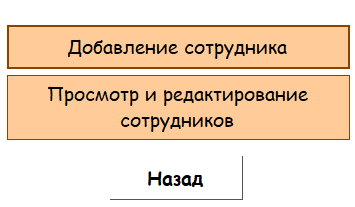 Добавление сотрудника
Просмотр и редактирование
сотрудников
Назад